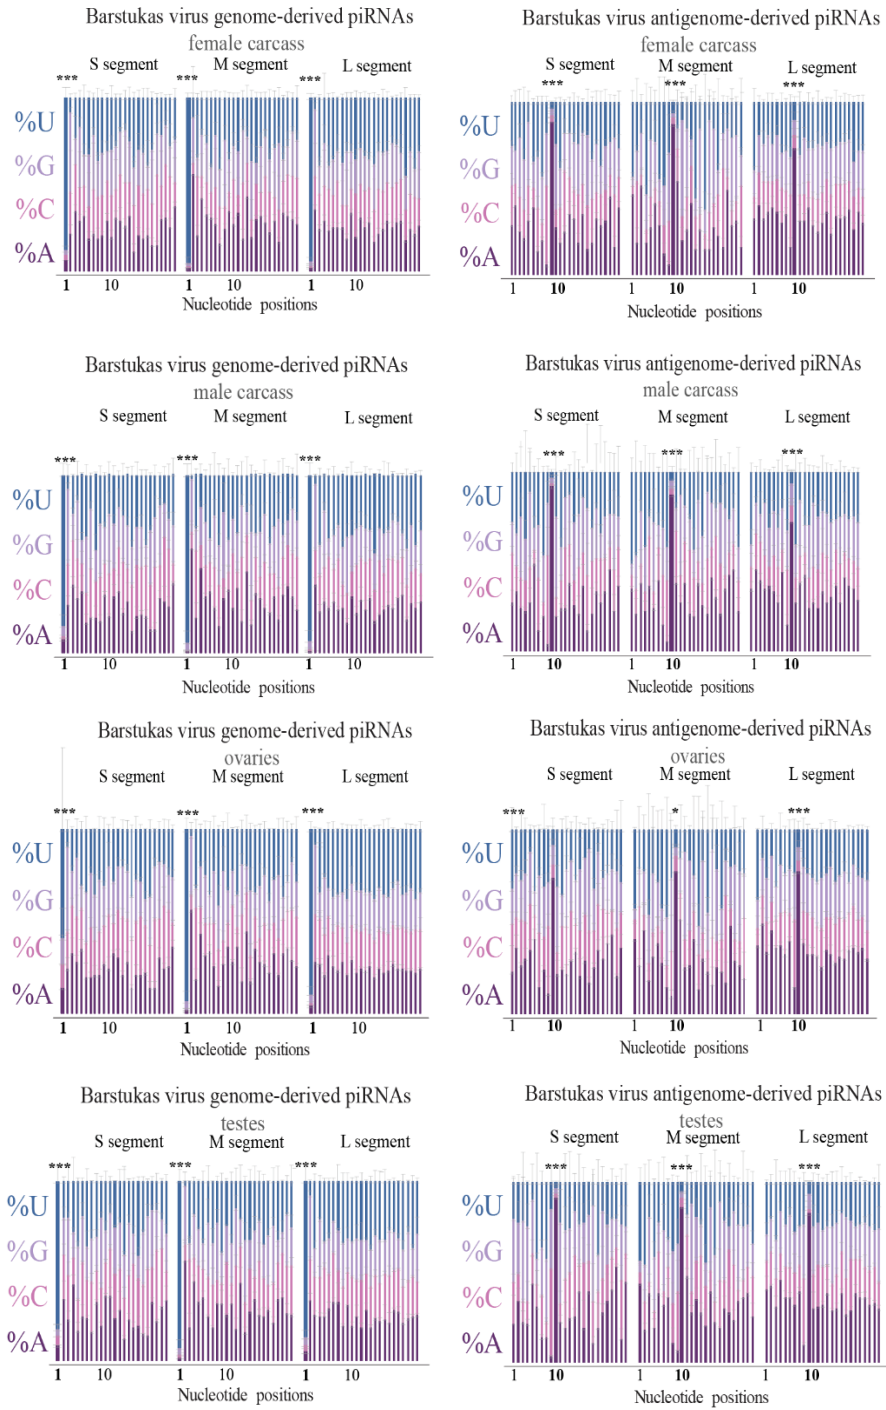 Barstukas virus genome-derived piRNAs
female carcass
S segment M segment L segment
*** *** ***
%U
%G
%C
%A
1 10 1 10 1 10
Nucleotide positions
Barstukas virus antigenome-derived piRNAs
female carcass
S segment M segment L segment
*** *** ***
%U
%G
%C
%A
1 10 1 10 1 10
Nucleotide positions
Barstukas virus genome-derived piRNAs
male carcass
S segment M segment L segment
*** *** ***
%U
%G
%C
%A
1 10 1 10 1 10
Nucleotide positions
Barstukas virus antigenome-derived piRNAs
male carcass
S segment M segment L segment
*** *** ***
%U
%G
%C
%A
1 10 1 10 1 10
Nucleotide positions
Barstukas virus genome-derived piRNAs
ovaries
S segment M segment L segment
*** *** ***
%U
%G
%C
%A
1 10 1 10 1 10
Nucleotide positions
Barstukas virus antigenome-derived piRNAs
ovaries
S segment M segment L segment
*** * ***
%U
%G
%C
%A
1 10 1 10 1 10
Nucleotide positions
Barstukas virus genome-derived piRNAs
testes
S segment M segment L segment
*** *** ***
%U
%G
%C
%A
1 10 1 10 1 10
Nucleotide positions
Barstukas virus antigenome-derived piRNAs
testes
S segment M segment L segment
*** *** ***
%U
%G
%C
%A
1 10 1 10 1 10
Nucleotide positions